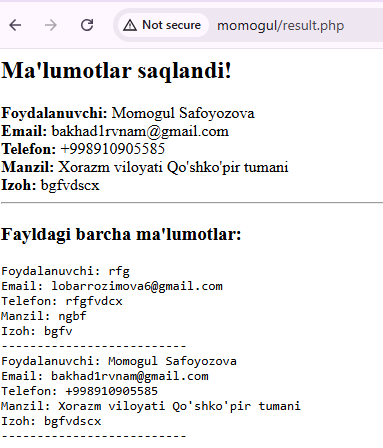 Not secure momogul/result.php
Ma'lumotlar saqlandi!
Foydalanuvchi: Momogul Safoyozova
Email: bakhad1rvnam@gmail.com
Telefon: +998910905585
Manzil: Xorazm viloyati Qo'shko'pir tumani
Izoh: bgfvdscx
Fayldagi barcha ma'lumotlar:
Foydalanuvchi: rfg
Email: lobarrozimova6@gmail.com
Telefon: rfgfvdcx
Manzil: ngbf
Izoh: bgfv
---------------------------
Foydalanuvchi: Momogul Safoyozova
Email: bakhad1rvnam@gmail.com
Telefon: +998910905585
Manzil: Xorazm viloyati Qo'shko'pir tumani
Izoh: bgfvdscx
---------------------------